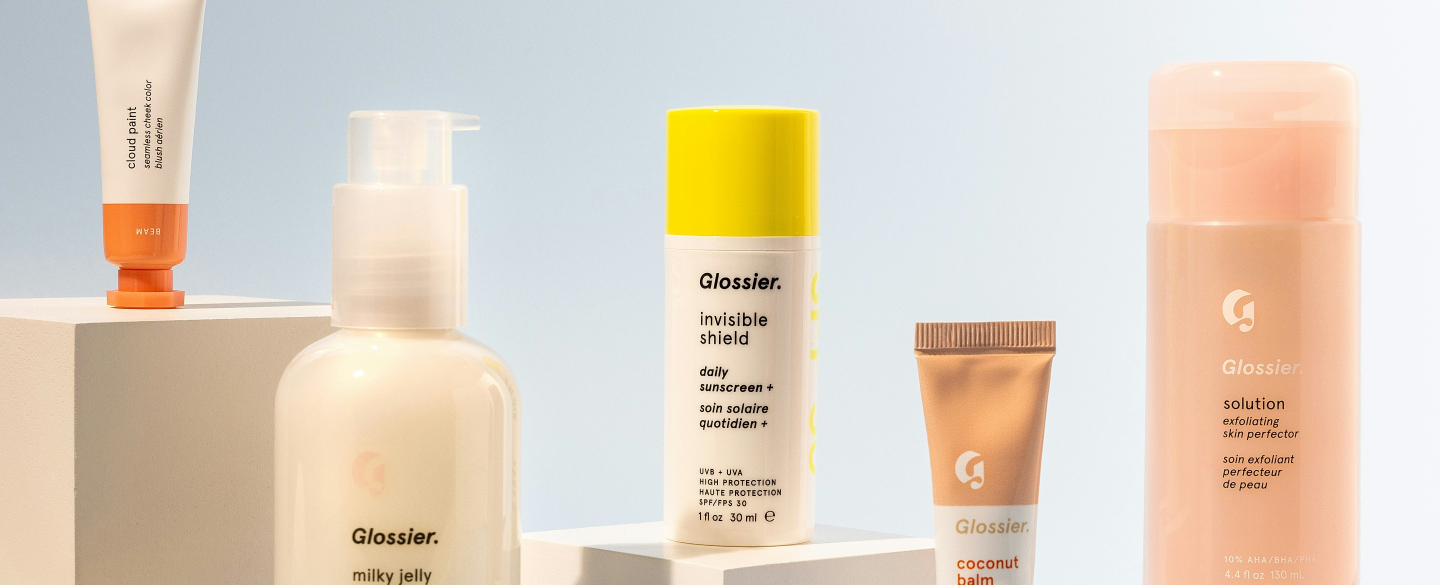 cloud paint
seamless cheek color
blush aérien
BEAM
Glossier.
milky jelly
Glossier.
invisible
shield
daily
sunscreen +
soin solaire
quotidien +
UVB + UVA
HIGH PROTECTION
HAUTE PROTECTION
SPF/FPS 30
1 fl oz 30 ml ℮
G
Glossier.
coconut
balm
G
Glossier.
solution
exfoliating
skin perfector
soin exfoliant
perfecteur
de peau
10% AHA/BHA/PHA
4.4 fl oz 130 mL